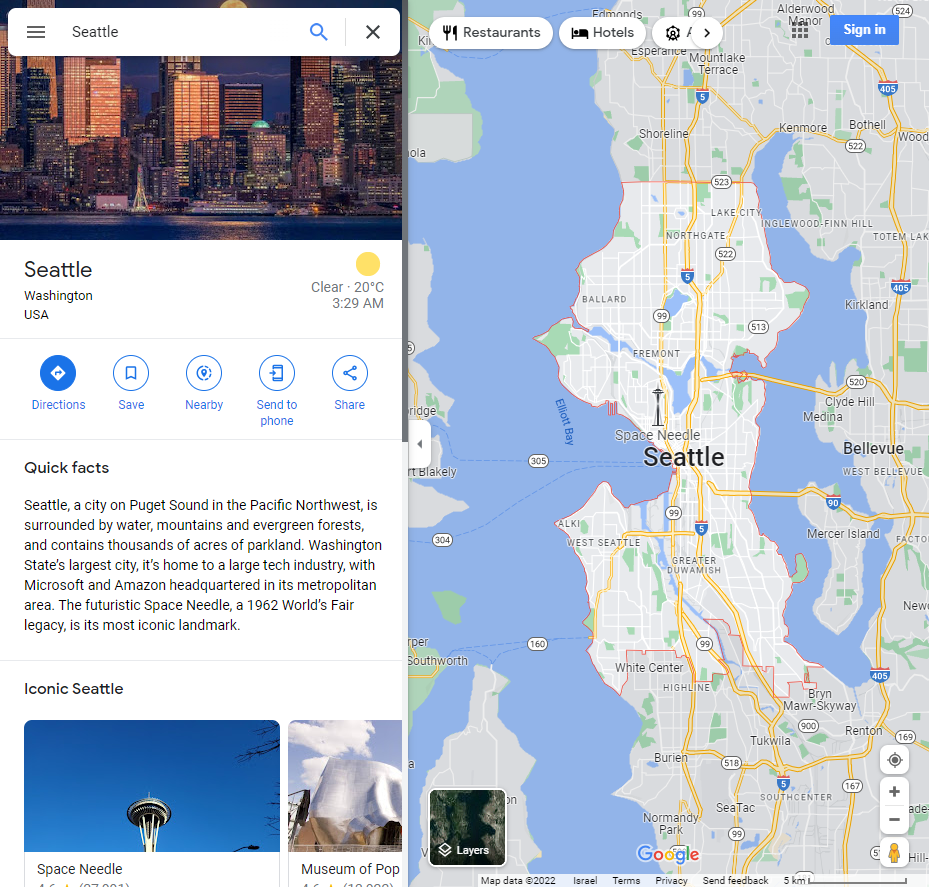 Seattle
Seattle
Washington
USA
Clear · 20°C
3:29 AM
Directions
Save
Nearby
Send to
phone
Share
Quick facts
Seattle, a city on Puget Sound in the Pacific Northwest, is
surrounded by water, mountains and evergreen forests,
and contains thousands of acres of parkland. Washington
State’s largest city, it’s home to a large tech industry, with
Microsoft and Amazon headquartered in its metropolitan
area. The futuristic Space Needle, a 1962 World’s Fair
legacy, is its most iconic landmark.
Iconic Seattle
Space Needle
Museum of Pop
Restaurants
Hotels
Sign in
Edmonds
99
Alderwood
Manor
524
Esperance
Mountlake
Terrace
5
405
Shoreline
Kenmore
Bothell
522
Wood
ola
523
LAKE CITY
INGLEWOOD-FINN HILL
NORTHGATE
TOTEM LAK
522
5
405
BALLARD
Kirkland
99
513
FREMONT
520
Clyde Hill
Medina
ridge
Elliott Bay
Space Needle
Seattle
Bellevue
305
rt Blakely
WEST BELLEVUE
90
99
ALKI
5
Mercer Island
304
WEST SEATTLE
FACTO
GREATER
DUWAMISH
Newc
160
99
rper
Southworth
White Center
405
HIGHLINE
Bryn
Mawr-Skyway
900
Renton
169
Tukwila
Burien
518
5
167
SOUTHCENTER
SeaTac
Normandy
Park
99
Layers
Google
Map data ©2022
Israel
Terms
Privacy
Send feedback
5 km